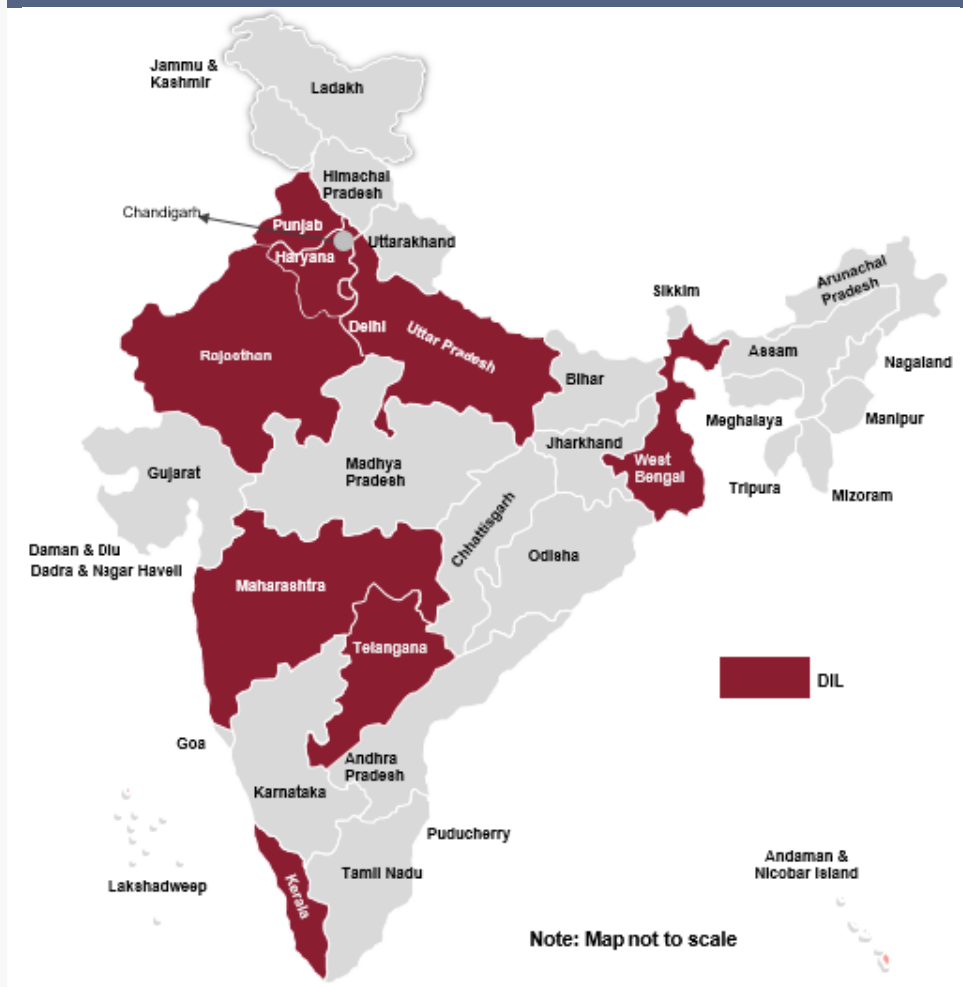 Jammu &
Kashmir
Ladakh
Himachal
Pradesh
Chandigarh
Punjab
Uttarakhand
Haryana
Arunachal
Pradesh
Sikkim
Delhi
Uttar Pradesh
Rajasthan
Assam
Nagaland
Bihar
Meghalaya
Manipur
Jharkhand
West
Bengal
Gujarat
Madhya
Pradesh
Tripura
Mizoram
Chhattisgarh
Odisha
Daman & Diu
Dadra & Nagar Haveli
Maharashtra
Telangana
DIL
Goa
Andhra
Pradesh
Karnataka
Puducherry
Tamil Nadu
Andaman &
Nicobar Island
Lakshadweep
Kerala
Note: Map not to scale